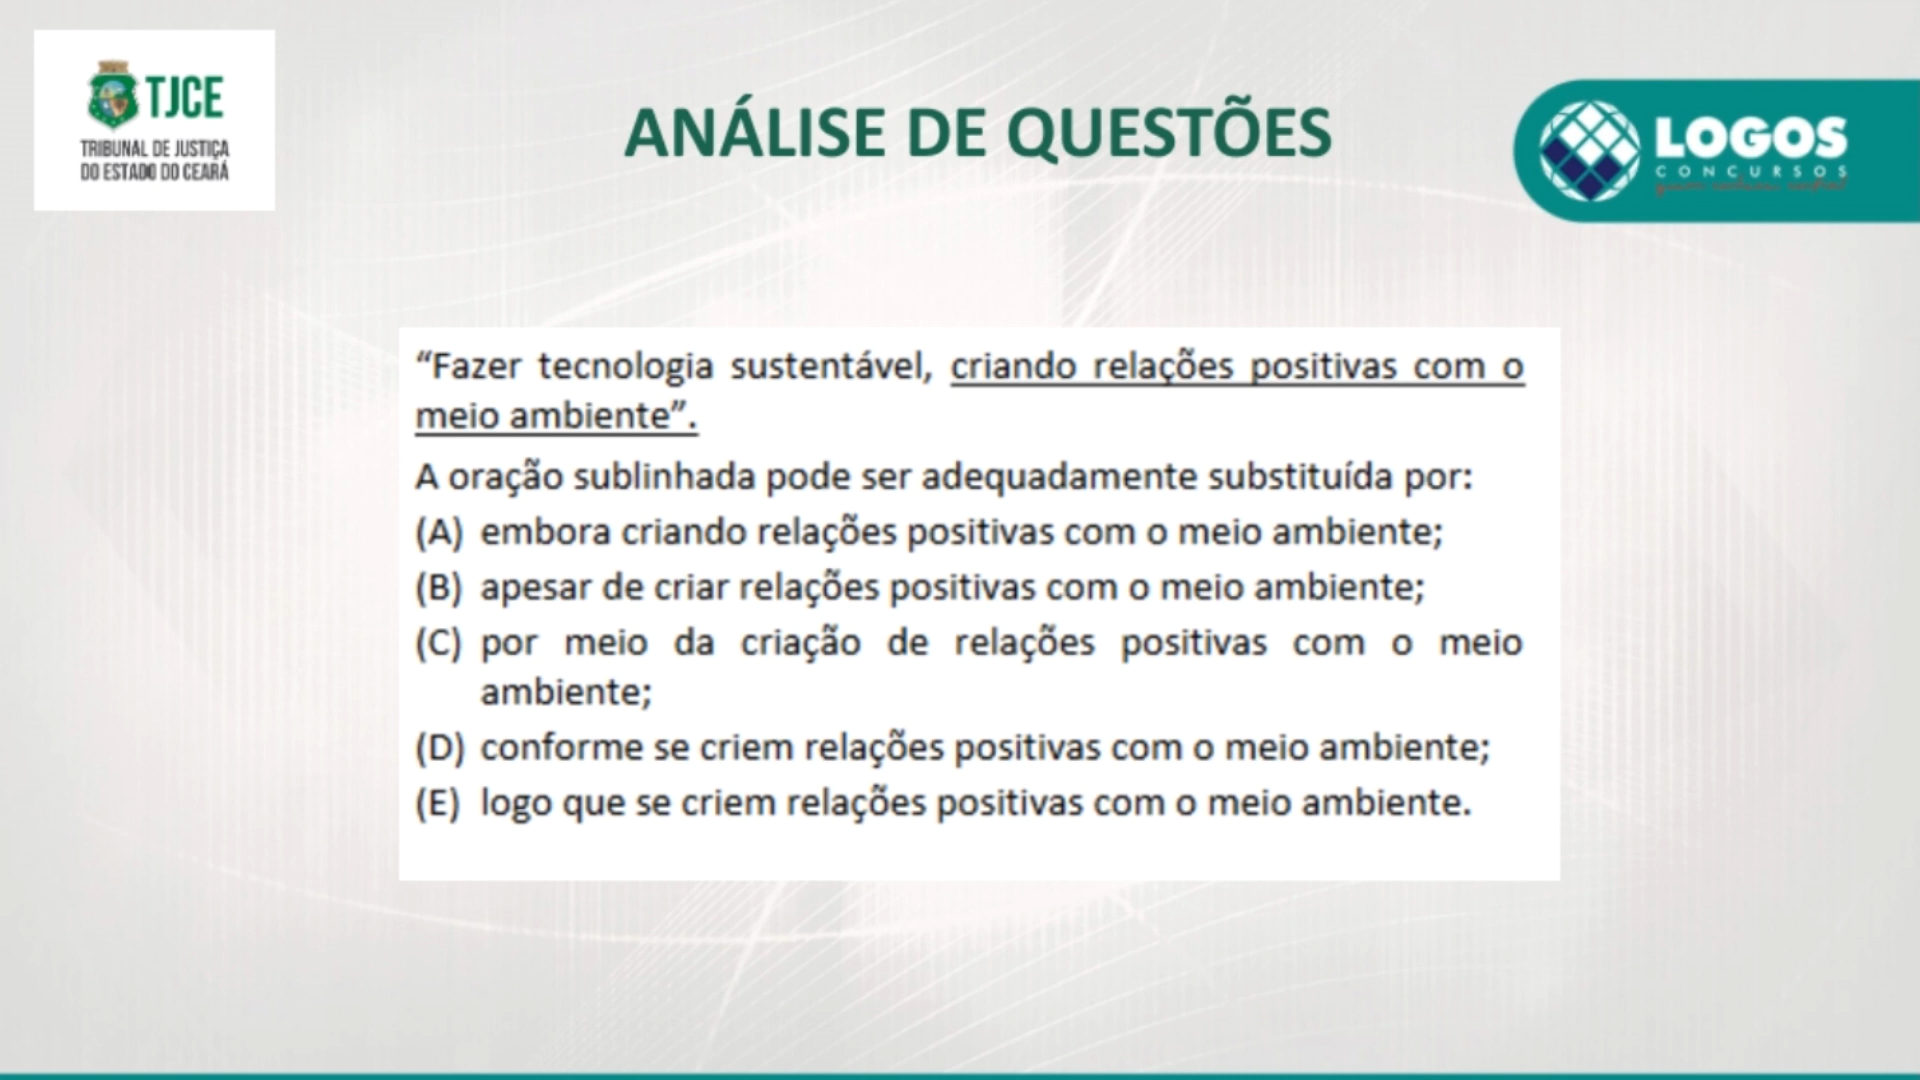 TJCE
TRIBUNAL DE JUSTIÇA
DO ESTADO DO CEARÁ
ANÁLISE DE QUESTÕES
LOGOS
CONCURSOS
“Fazer tecnologia sustentável, criando relações positivas com o
meio ambiente”.
A oração sublinhada pode ser adequadamente substituída por:
(A) embora criando relações positivas com o meio ambiente;
(B) apesar de criar relações positivas com o meio ambiente;
(C) por meio da criação de relações positivas com o meio
ambiente;
(D) conforme se criem relações positivas com o meio ambiente;
(E) logo que se criem relações positivas com o meio ambiente.